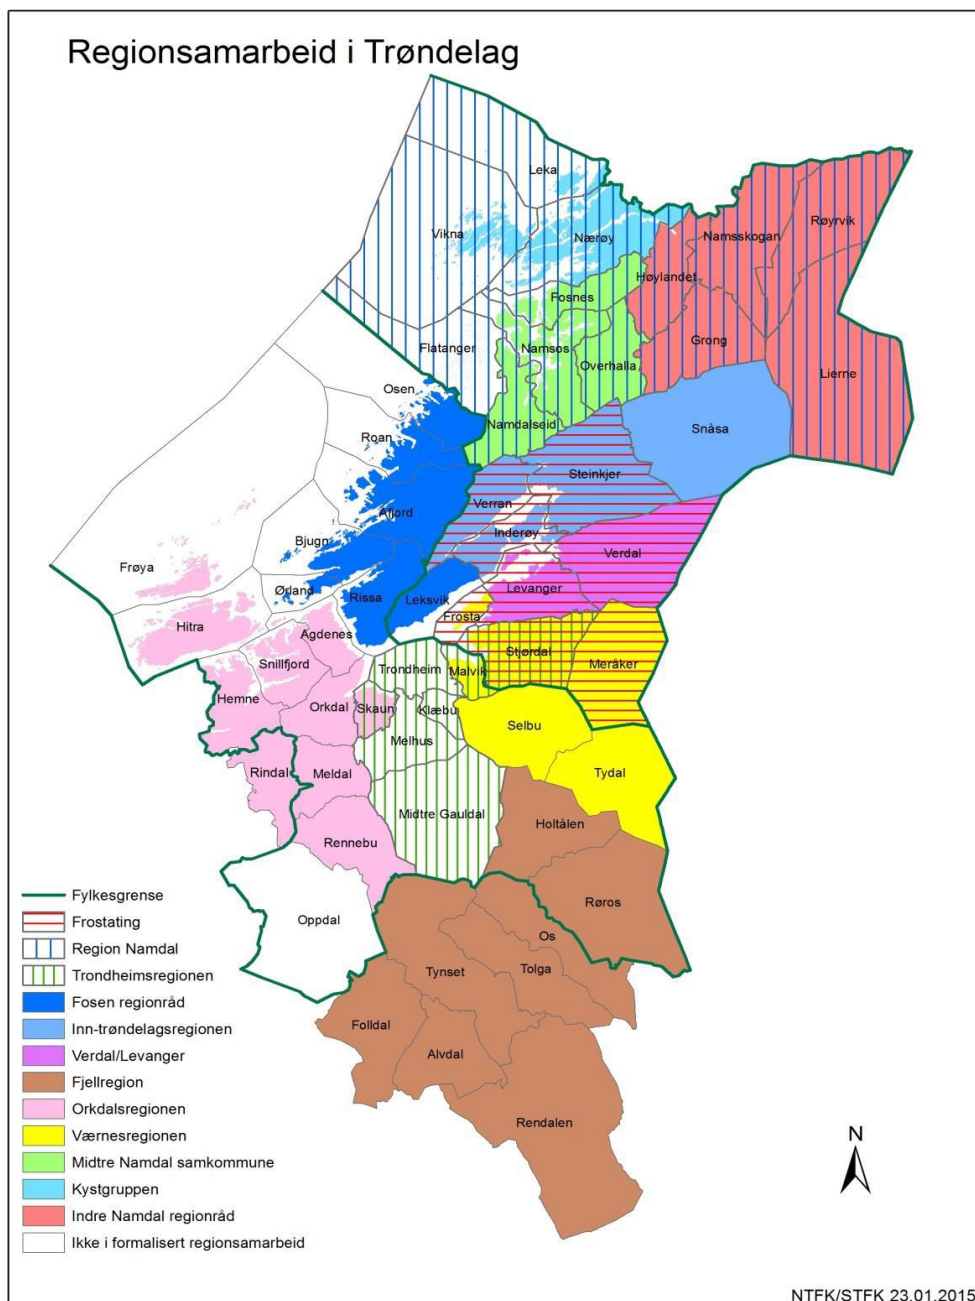 Regionsamarbeid i Trøndelag
Leka
Vikna
Nærøy
Røyrvik
Namsskogan
Høylandet
Fosnes
Grong
Flatanger
Namsos
Overhalla
Lierne
Osen
Namdalseid
Snåsa
Roan
Steinkjer
Verran
Afjord
Inderøy
Bjugn
Verdal
Frøya
Ørland
Rissa
Leksvik
Levanger
Frosta
Hitra
Agdenes
Stjørdal
Snillfjord
Trondheim
Malvik
Meråker
Hemne
Orkdal
Skaun
Klæbu
Selbu
Melhus
Rindal
Meldal
Tydal
Midtre Gauldal
Holtålen
Rennebu
Røros
Oppdal
Os
Tynset
Tolga
Folldal
Alvdal
Rendalen
Fylkesgrense
Frostating
Region Namdal
Trondheimsregionen
Fosen regionråd
Inn-trøndelagsregionen
Verdal/Levanger
Fjellregion
Orkdalsregionen
Værnesregionen
Midtre Namdal samkommune
Kystgruppen
Indre Namdal regionråd
Ikke i formalisert regionsamarbeid
N
NTFK/STFK 23.01.2015